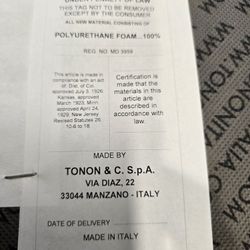 THIS TAG NOT TO BE REMOVED
EXCEPT BY THE CONSUMER
ALL NEW MATERIAL CONSISTING OF
POLYURETHANE FOAM...100%
REG. NO. MD 3959
This article is made in
compliance with an act
of. Dist. of Col.
approved July 3, 1926:
Kansas, approved
March 1923; Minn.
approved April 24,
1929; New Jersey
Revised Statutes 26.
10-6 to 18
Certification is
made that the
materials in this
article are
described in
accordance with
law.
MADE BY
TONON & C. S.p.A.
VIA DIAZ, 22
33044 MANZANO - ITALY
DATE OF DELIVERY
MADE IN ITALY